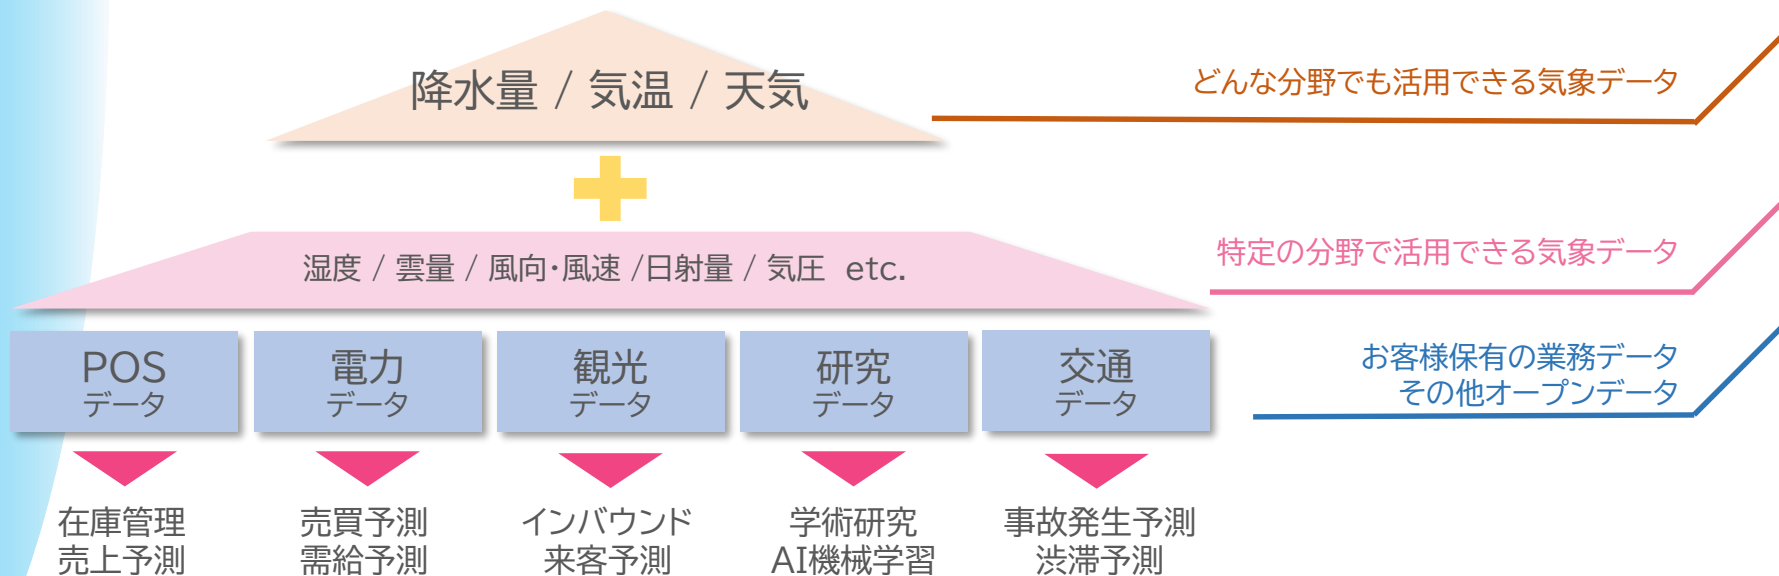 降水量 / 気温 / 天気
どんな分野でも活用できる気象データ
湿度 / 雲量 / 風向・風速 /日射量 / 気圧 etc.
特定の分野で活用できる気象データ
POS
データ
電力
データ
観光
データ
研究
データ
交通
データ
お客様保有の業務データ
その他オープンデータ
在庫管理
売上予測
売買予測
需給予測
インバウンド
来客予測
学術研究
AI機械学習
事故発生予測
渋滞予測